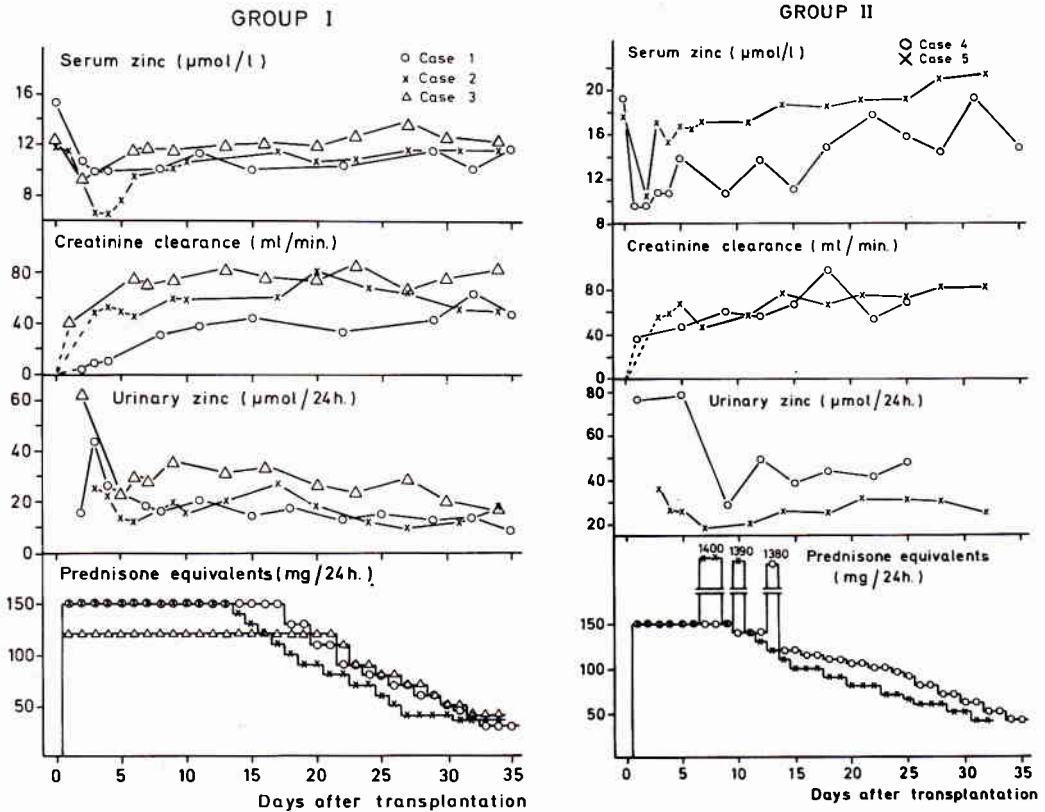 GROUP I
Serum zinc (μmol/l)
○ Case 1
x Case 2
△ Case 3
16
12
8
Creatinine clearance (ml/min.)
80
40
0
Urinary zinc (μmol/24h.)
60
40
20
0
Prednisone equivalents (mg/24h.)
150
100
50
0 5 10 15 20 25 30 35
Days after transplantation
GROUP II
Serum zinc (μmol/l)
○ Case 4
x Case 5
20
16
12
8
Creatinine clearance (ml/min.)
80
40
0
Urinary zinc (μmol/24h.)
80
60
40
20
1400 1390 1380
Prednisone equivalents
(mg/24h.)
150
100
50
0 5 10 15 20 25 30 35
Days after transplantation